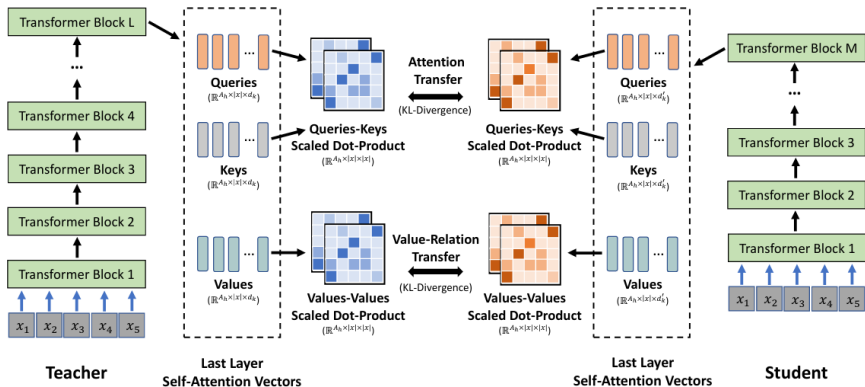 Transformer Block L
...
Transformer Block 4
Transformer Block 3
Transformer Block 2
Transformer Block 1
x₁ x₂ x₃ x₄ x₅
Teacher
...
Queries
(ℝ^{A_h×|x|×d_k})
...
Keys
(ℝ^{A_h×|x|×d_k})
...
Values
(ℝ^{A_h×|x|×d_k})
Last Layer
Self-Attention Vectors
Queries-Keys
Scaled Dot-Product
(ℝ^{A_h×|x|×|x|})
Values-Values
Scaled Dot-Product
(ℝ^{A_h×|x|×|x|})
Attention
Transfer
(KL-Divergence)
Value-Relation
Transfer
(KL-Divergence)
Queries-Keys
Scaled Dot-Product
(ℝ^{A_h×|x|×|x|})
Values-Values
Scaled Dot-Product
(ℝ^{A_h×|x|×|x|})
...
Queries
(ℝ^{A_h×|x|×d'_k})
...
Keys
(ℝ^{A_h×|x|×d'_k})
...
Values
(ℝ^{A_h×|x|×d'_k})
Last Layer
Self-Attention Vectors
Transformer Block M
...
Transformer Block 3
Transformer Block 2
Transformer Block 1
x₁ x₂ x₃ x₄ x₅
Student